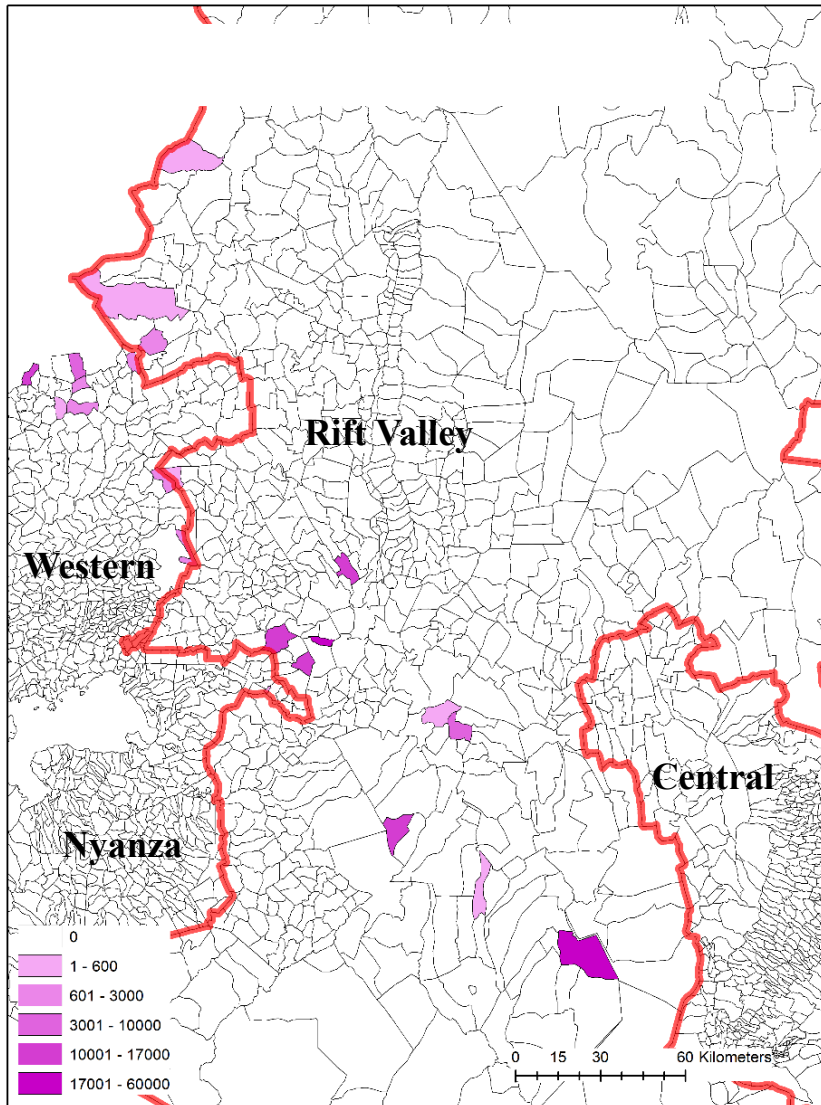 Rift Valley
Western
Central
Nyanza
0
1 - 600
601 - 3000
3001 - 10000
10001 - 17000
17001 - 60000
0 15 30 60 Kilometers